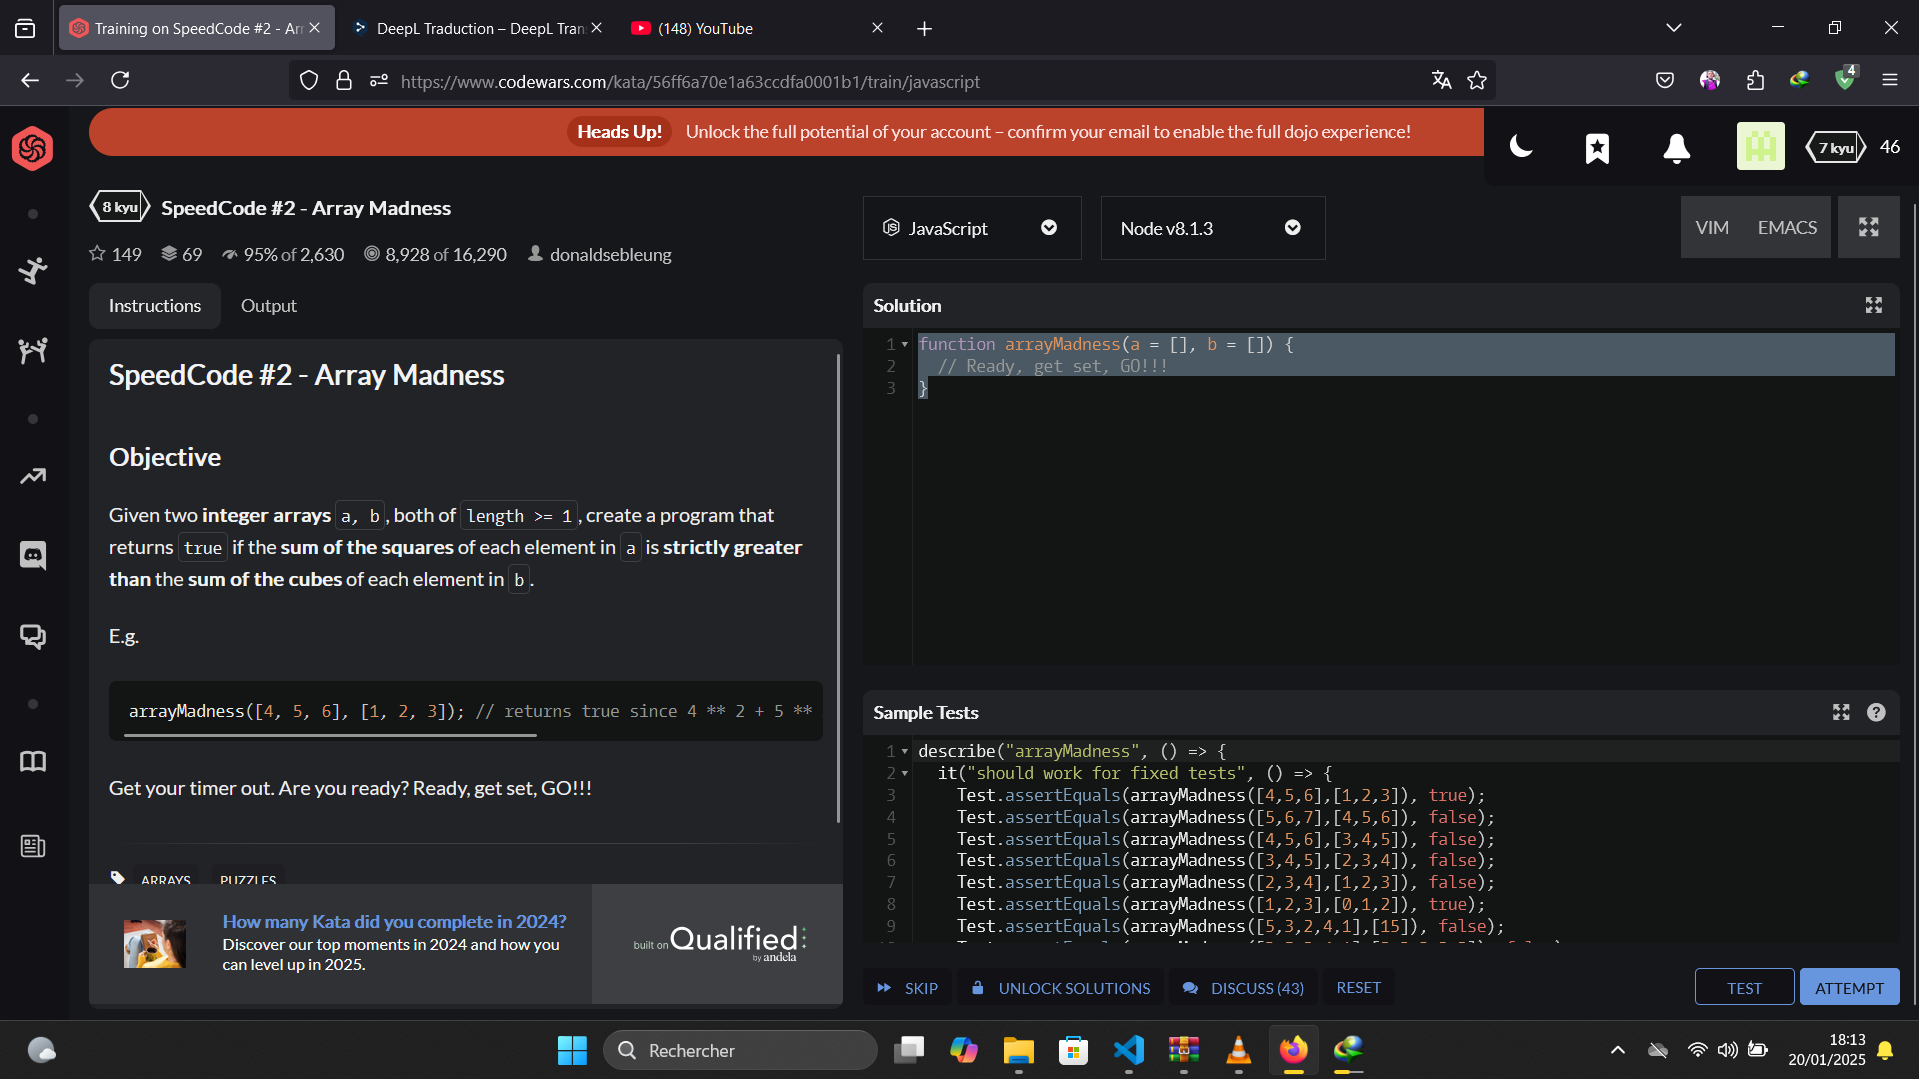 Training on SpeedCode #2 - Arr
DeepL Traduction – DeepL Tran
(148) YouTube
https://www.codewars.com/kata/56ff6a70e1a63ccdfa0001b1/train/javascript
4
Heads Up! Unlock the full potential of your account – confirm your email to enable the full dojo experience!
7 kyu 46
8 kyu SpeedCode #2 - Array Madness
149 69 95% of 2,630 8,928 of 16,290 donaldsebleung
JavaScript
Node v8.1.3
VIM EMACS
Instructions Output
SpeedCode #2 - Array Madness
Objective
Given two integer arrays a, b, both of length >= 1, create a program that
returns true if the sum of the squares of each element in a is strictly greater
than the sum of the cubes of each element in b.
E.g.
arrayMadness([4, 5, 6], [1, 2, 3]); // returns true since 4 ** 2 + 5 **
Get your timer out. Are you ready? Ready, get set, GO!!!
ARRAYS PUZZLES
How many Kata did you complete in 2024?
Discover our top moments in 2024 and how you
can level up in 2025.
built on Qualified
by andela
Solution
1 function arrayMadness(a = [], b = []) {
2 // Ready, get set, GO!!!
3 }
Sample Tests
1 describe("arrayMadness", () => {
2 it("should work for fixed tests", () => {
3 Test.assertEquals(arrayMadness([4,5,6],[1,2,3]), true);
4 Test.assertEquals(arrayMadness([5,6,7],[4,5,6]), false);
5 Test.assertEquals(arrayMadness([4,5,6],[3,4,5]), false);
6 Test.assertEquals(arrayMadness([3,4,5],[2,3,4]), false);
7 Test.assertEquals(arrayMadness([2,3,4],[1,2,3]), false);
8 Test.assertEquals(arrayMadness([1,2,3],[0,1,2]), true);
9 Test.assertEquals(arrayMadness([5,3,2,4,1],[15]), false);
SKIP UNLOCK SOLUTIONS DISCUSS (43) RESET
TEST ATTEMPT
Rechercher
18:13
20/01/2025